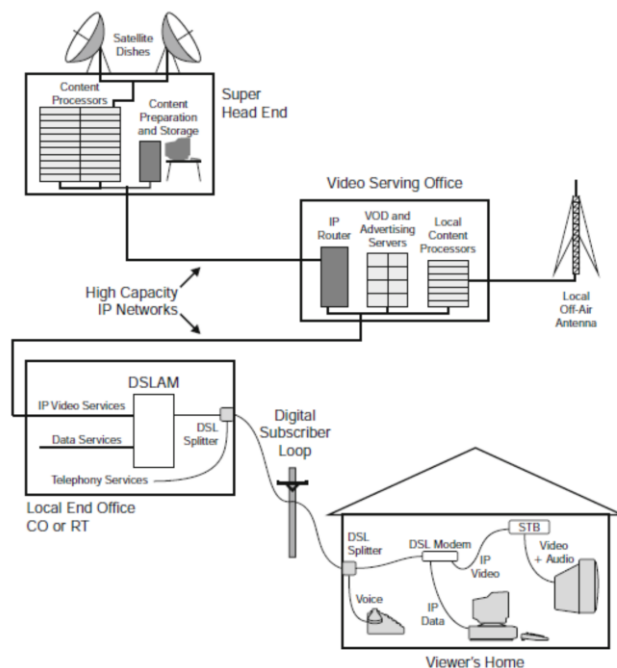 Satellite
Dishes
Content
Processors
Content
Preparation
and Storage
Super
Head End
Video Serving Office
IP
Router
VOD and
Advertising
Servers
Local
Content
Processors
High Capacity
IP Networks
Local
Off-Air
Antenna
DSLAM
IP Video Services
Data Services
DSL
Splitter
Telephony Services
Local End Office
CO or RT
Digital
Subscriber
Loop
DSL
Splitter
DSL Modem
STB
IP
Video
Video
+ Audio
Voice
IP
Data
Viewer's Home